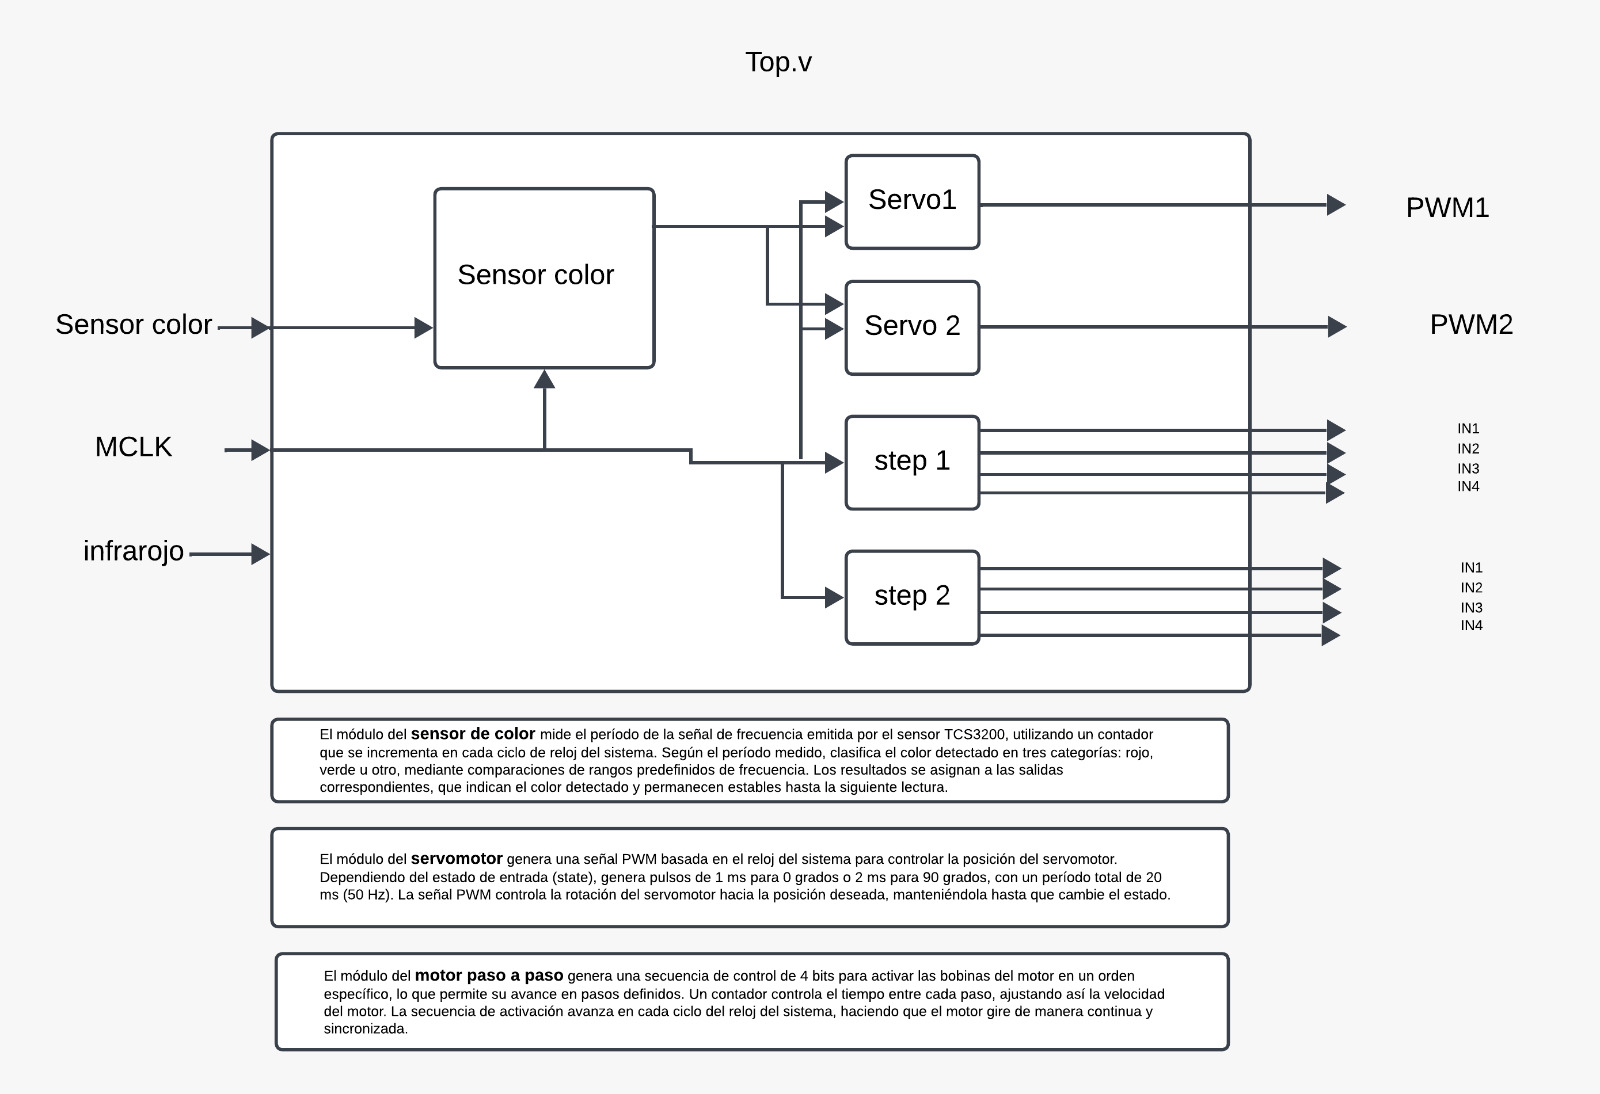 Top.v
Servo1
PWM1
Sensor color
Sensor color
Servo 2
PWM2
MCLK
step 1
IN1
IN2
IN3
IN4
infrarojo
step 2
IN1
IN2
IN3
IN4
El módulo del sensor de color mide el período de la señal de frecuencia emitida por el sensor TCS3200, utilizando un contador
que se incrementa en cada ciclo de reloj del sistema. Según el período medido, clasifica el color detectado en tres categorías: rojo,
verde u otro, mediante comparaciones de rangos predefinidos de frecuencia. Los resultados se asignan a las salidas
correspondientes, que indican el color detectado y permanecen estables hasta la siguiente lectura.
El módulo del servomotor genera una señal PWM basada en el reloj del sistema para controlar la posición del servomotor.
Dependiendo del estado de entrada (state), genera pulsos de 1 ms para 0 grados o 2 ms para 90 grados, con un período total de 20
ms (50 Hz). La señal PWM controla la rotación del servomotor hacia la posición deseada, manteniéndola hasta que cambie el estado.
El módulo del motor paso a paso genera una secuencia de control de 4 bits para activar las bobinas del motor en un orden
específico, lo que permite su avance en pasos definidos. Un contador controla el tiempo entre cada paso, ajustando así la velocidad
del motor. La secuencia de activación avanza en cada ciclo del reloj del sistema, haciendo que el motor gire de manera continua y
sincronizada.